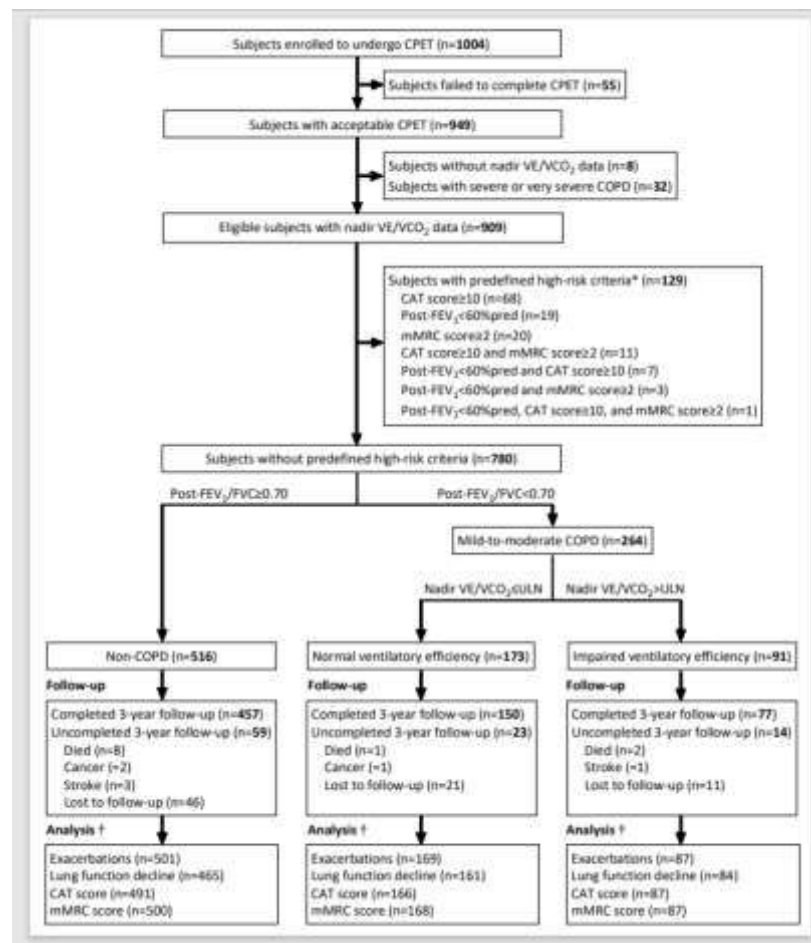 Subjects enrolled to undergo CPET (n=1004)
Subjects failed to complete CPET (n=55)
Subjects with acceptable CPET (n=949)
Subjects without nadir VE/VCO₂ data (n=8)
Subjects with severe or very severe COPD (n=32)
Eligible subjects with nadir VE/VCO₂ data (n=909)
Subjects with predefined high-risk criteria* (n=129)
CAT score≥10 (n=68)
Post-FEV₁<60%pred (n=19)
mMRC score≥2 (n=20)
CAT score≥10 and mMRC score≥2 (n=11)
Post-FEV₁<60%pred and CAT score≥10 (n=7)
Post-FEV₁<60%pred and mMRC score≥2 (n=3)
Post-FEV₁<60%pred, CAT score≥10, and mMRC score≥2 (n=1)
Subjects without predefined high-risk criteria (n=780)
Post-FEV₁/FVC≥0.70
Post-FEV₁/FVC<0.70
Mild-to-moderate COPD (n=264)
Nadir VE/VCO₂≤ULN
Nadir VE/VCO₂>ULN
Non-COPD (n=516)
Follow-up
Completed 3-year follow-up (n=457)
Uncompleted 3-year follow-up (n=59)
Died (n=8)
Cancer (=2)
Stroke (n=3)
Lost to follow-up (n=46)
Analysis †
Exacerbations (n=501)
Lung function decline (n=465)
CAT score (n=491)
mMRC score (n=500)
Normal ventilatory efficiency (n=173)
Follow-up
Completed 3-year follow-up (n=150)
Uncompleted 3-year follow-up (n=23)
Died (n=1)
Cancer (=1)
Lost to follow-up (n=21)
Analysis †
Exacerbations (n=169)
Lung function decline (n=161)
CAT score (n=166)
mMRC score (n=168)
Impaired ventilatory efficiency (n=91)
Follow-up
Completed 3-year follow-up (n=77)
Uncompleted 3-year follow-up (n=14)
Died (n=2)
Stroke (=1)
Lost to follow-up (n=11)
Analysis †
Exacerbations (n=87)
Lung function decline (n=84)
CAT score (n=87)
mMRC score (n=87)